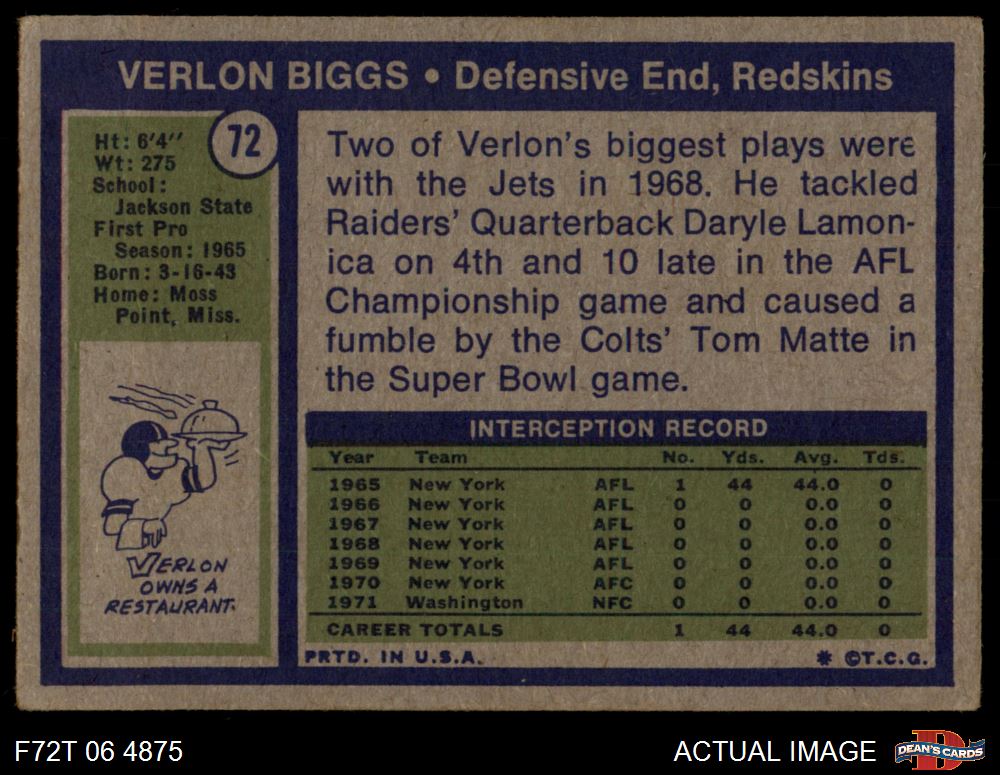 VERLON BIGGS • Defensive End, Redskins
72
Ht: 6'4''
Wt: 275
School:
Jackson State
First Pro
Season: 1965
Born: 3-16-43
Home: Moss
Point, Miss.
VERLON
OWNS A
RESTAURANT.
Two of Verlon's biggest plays were
with the Jets in 1968. He tackled
Raiders' Quarterback Daryle Lamon-
ica on 4th and 10 late in the AFL
Championship game and caused a
fumble by the Colts' Tom Matte in
the Super Bowl game.
INTERCEPTION RECORD
Year Team No. Yds. Avg. Tds.
1965 New York AFL 1 44 44.0 0
1966 New York AFL 0 0 0.0 0
1967 New York AFL 0 0 0.0 0
1968 New York AFL 0 0 0.0 0
1969 New York AFL 0 0 0.0 0
1970 New York AFC 0 0 0.0 0
1971 Washington NFC 0 0 0.0 0
CAREER TOTALS 1 44 44.0 0
PRTD. IN U.S.A. * ©T.C.G.
F72T 06 4875 ACTUAL IMAGE
D
DEAN'S CARDS